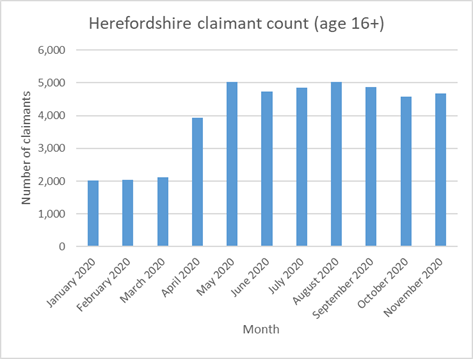 Herefordshire claimant count (age 16+)
6,000
5,000
4,000
3,000
2,000
1,000
0
Number of claimants
January 2020
February 2020
March 2020
April 2020
May 2020
June 2020
July 2020
August 2020
September 2020
October 2020
November 2020
Month